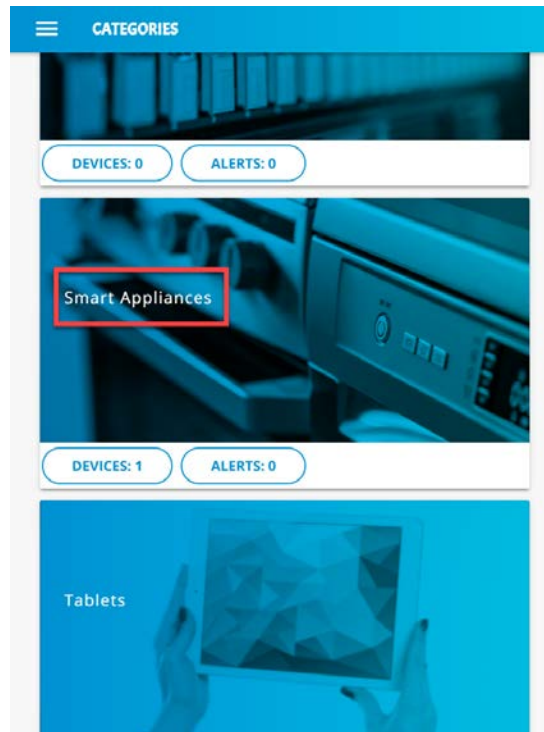 CATEGORIES
DEVICES: 0 ALERTS: 0
Smart Appliances
DEVICES: 1 ALERTS: 0
Tablets